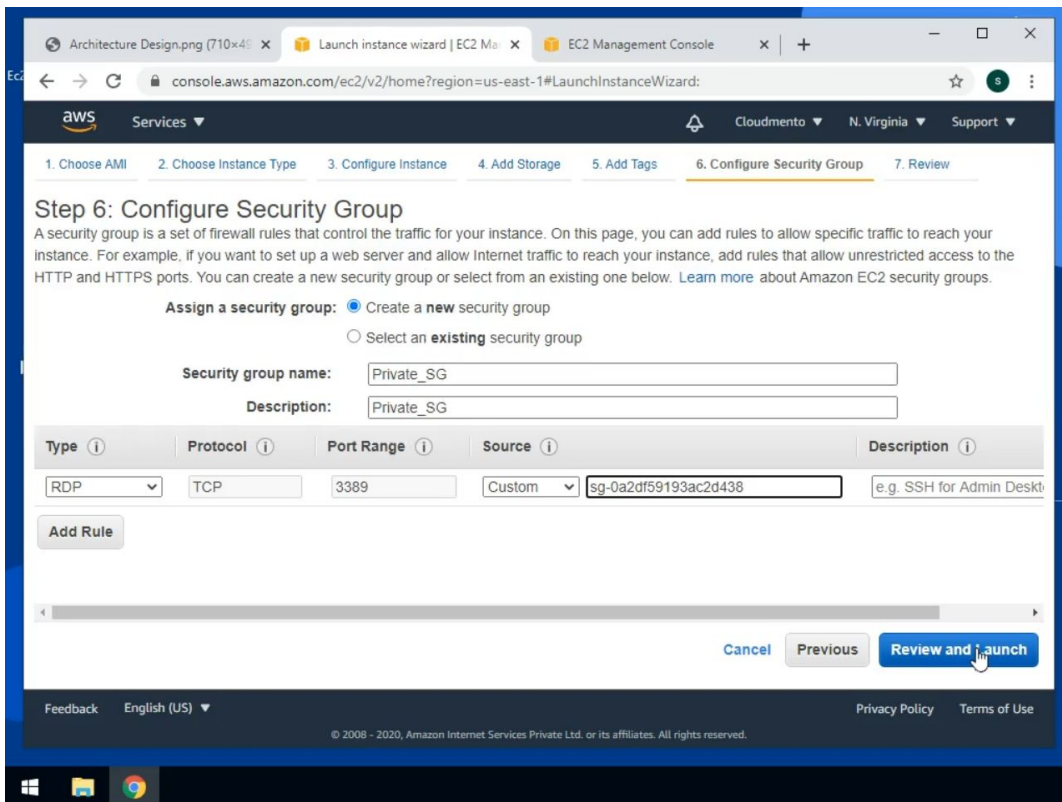 Architecture Design.png (710×49
Launch instance wizard | EC2 Ma
EC2 Management Console
console.aws.amazon.com/ec2/v2/home?region=us-east-1#LaunchInstanceWizard:
S
Ec2
aws
Services
Cloudmento
N. Virginia
Support
1. Choose AMI
2. Choose Instance Type
3. Configure Instance
4. Add Storage
5. Add Tags
6. Configure Security Group
7. Review
Step 6: Configure Security Group
A security group is a set of firewall rules that control the traffic for your instance. On this page, you can add rules to allow specific traffic to reach your
instance. For example, if you want to set up a web server and allow Internet traffic to reach your instance, add rules that allow unrestricted access to the
HTTP and HTTPS ports. You can create a new security group or select from an existing one below. Learn more about Amazon EC2 security groups.
Assign a security group: Create a new security group
Select an existing security group
Security group name: Private_SG
Description: Private_SG
Type Protocol Port Range Source Description
RDP TCP 3389 Custom sg-0a2df59193ac2d438 e.g. SSH for Admin Deskt
Add Rule
Cancel
Previous
Review and Launch
Feedback
English (US)
Privacy Policy
Terms of Use
© 2008 - 2020, Amazon Internet Services Private Ltd. or its affiliates. All rights reserved.